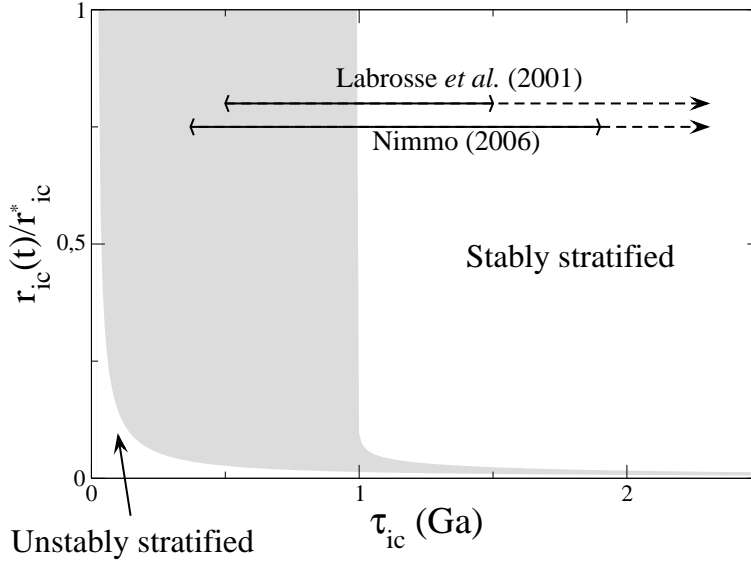 1
Labrosse et al. (2001)
Nimmo (2006)
r_ic(t)/r*_ic
0,5
Stably stratified
0
0
1
2
τ_ic (Ga)
Unstably stratified